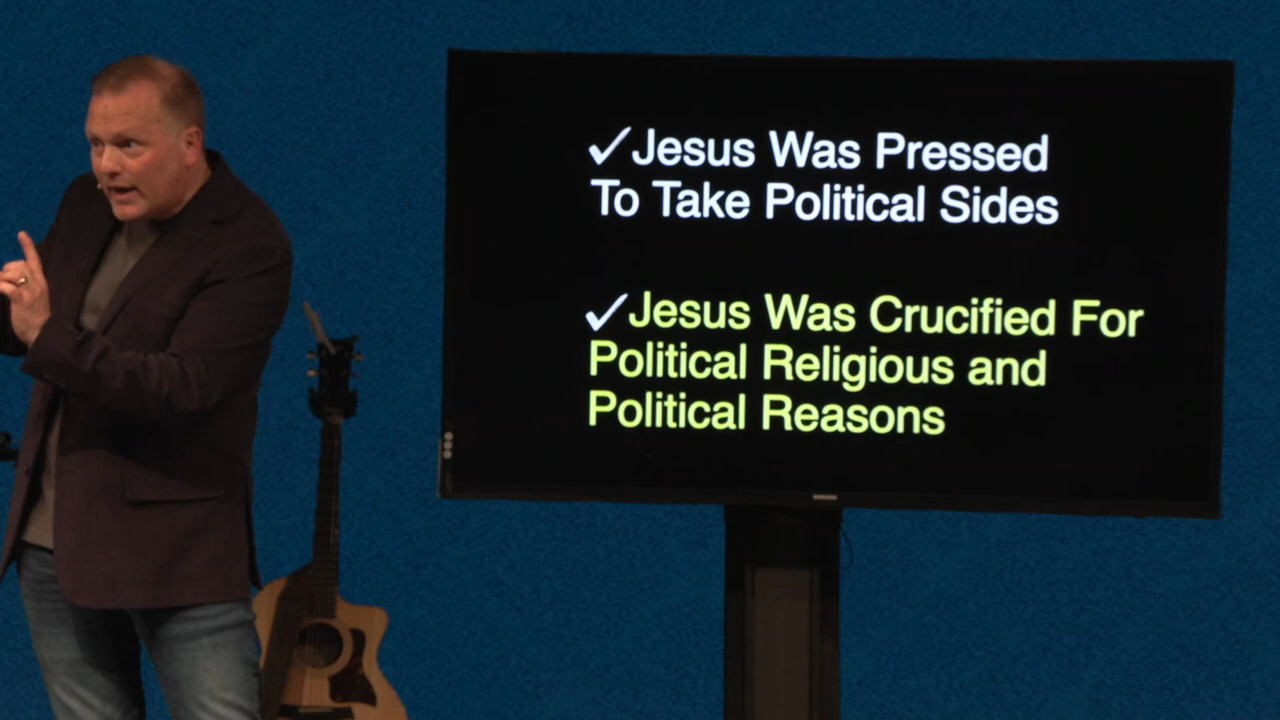 ✓Jesus Was Pressed
To Take Political Sides
✓Jesus Was Crucified For
Political Religious and
Political Reasons